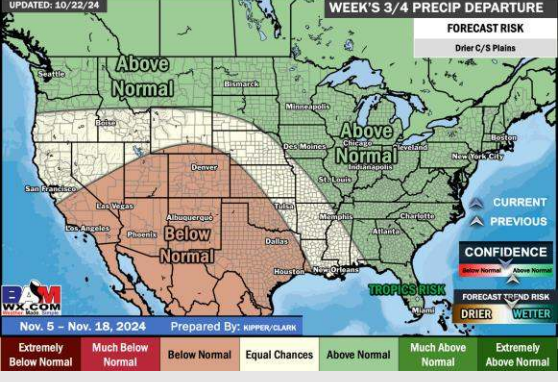 UPDATED: 10/22/24
WEEK'S 3/4 PRECIP DEPARTURE
FORECAST RISK
Drier C/S Plains
Seattle
Above
Normal
Bismarck
Minneapolis
Boise
Above
Normal
Boston
Des Moines
Chicago
Cleveland
New York City
Indianapolis
Denver
St. Louis
San Francisco
Las Vegas
CURRENT
PREVIOUS
Tulsa
Memphis
Charlotte
Los Angeles
Phoenix
Albuquerque
Below
Normal
Atlanta
Dallas
CONFIDENCE
Below Normal
Above Normal
Houston
New Orleans
TROPICS RISK
FORECAST TREND RISK
DRIER
WETTER
Miami
BAM
WX.COM
Nov. 5 – Nov. 18, 2024
Prepared By: KIPPER/CLARK
Extremely
Below Normal
Much Below
Normal
Below Normal
Equal Chances
Above Normal
Much Above
Normal
Extremely
Above Normal